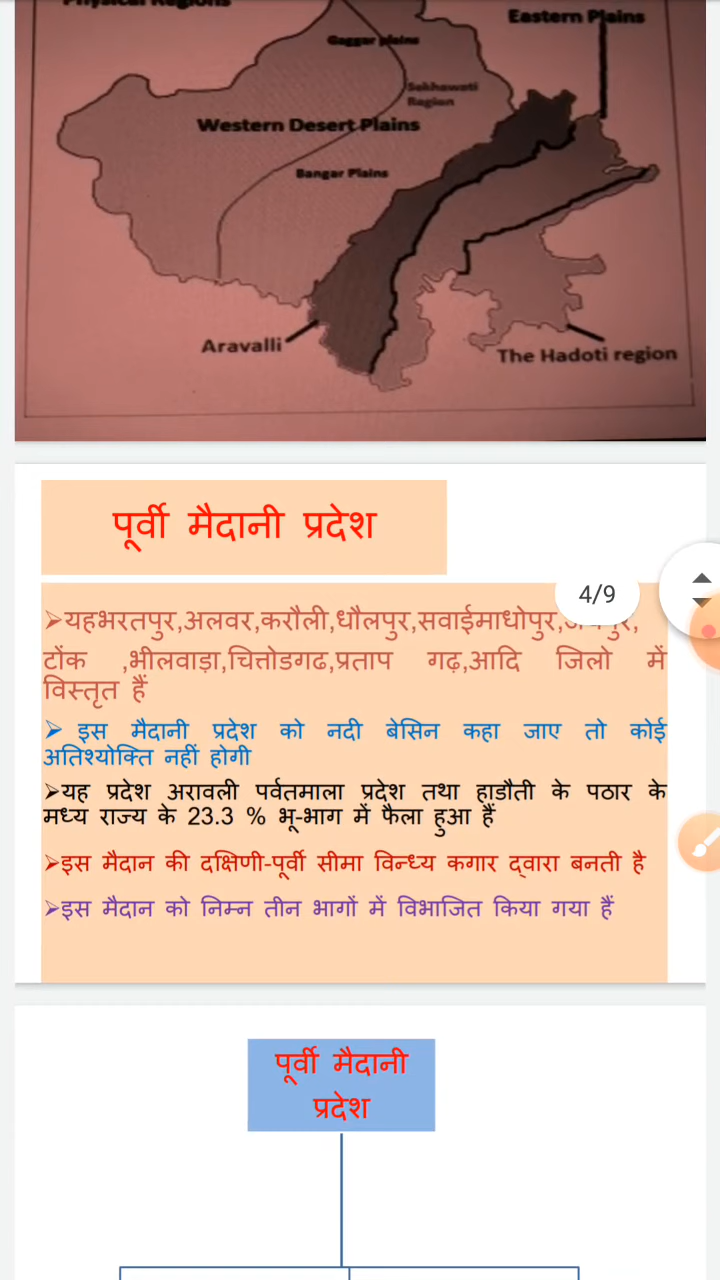 Eastern Plains
Gaggar plains
Sekhawati
Region
Western Desert Plains
Bangar Plains
Aravalli
The Hadoti region
पूर्वी मैदानी प्रदेश
4/9
➢यहभरतपुर,अलवर,करौली,धौलपुर,सवाईमाधोपुर,
टोंक ,भीलवाड़ा,चित्तोडगढ,प्रताप गढ़,आदि जिलो में
विस्तृत हैं
➢ इस मैदानी प्रदेश को नदी बेसिन कहा जाए तो कोई
अतिश्योक्ति नहीं होगी
➢यह प्रदेश अरावली पर्वतमाला प्रदेश तथा हाडौती के पठार के
मध्य राज्य के 23.3 % भू-भाग में फैला हुआ हैं
➢इस मैदान की दक्षिणी-पूर्वी सीमा विन्ध्य कगार द्वारा बनती है
➢इस मैदान को निम्न तीन भागों में विभाजित किया गया हैं
पूर्वी मैदानी
प्रदेश